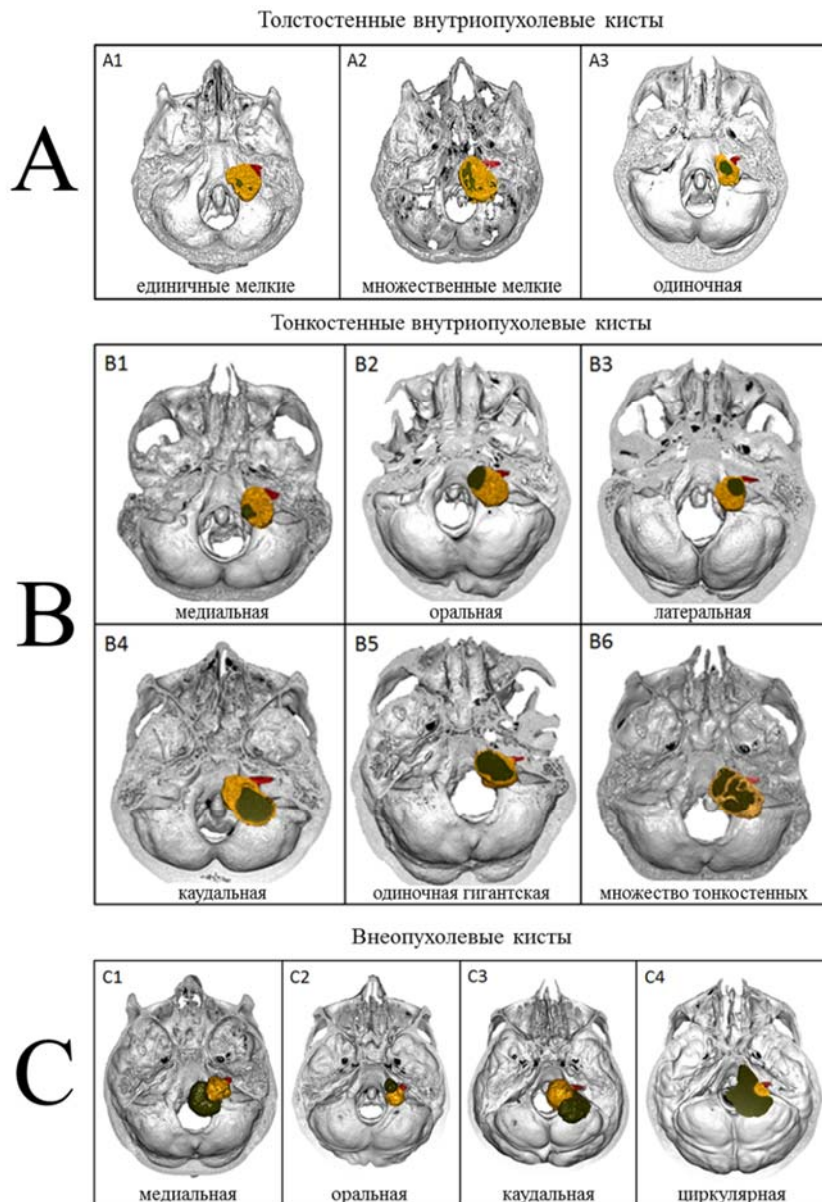 Толстостенные внутриопухолевые кисты
A
A1 A2 A3
единичные мелкие множественные мелкие одиночная
Тонкостенные внутриопухолевые кисты
B
B1 B2 B3
медиальная оральная латеральная
B4 B5 B6
каудальная одиночная гигантская множество тонкостенных
Внеопухолевые кисты
C
C1 C2 C3 C4
медиальная оральная каудальная циркулярная